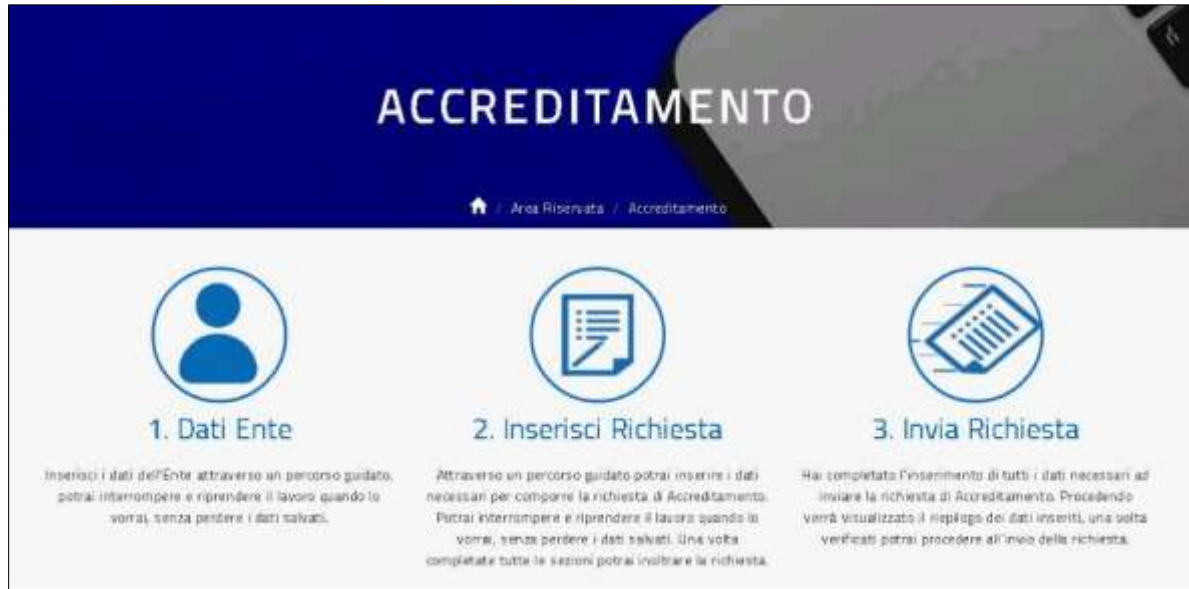 ACCREDITAMENTO
/ Area Riservata / Accreditamento
1. Dati Ente
Inserisci i dati dell'Ente attraverso un percorso guidato,
potrai interrompere e riprendere il lavoro quando lo
vorrai, senza perdere i dati salvati.
2. Inserisci Richiesta
Attraverso un percorso guidato potrai inserire i dati
necessari per comporre la richiesta di Accreditamento.
Potrai interrompere e riprendere il lavoro quando lo
vorrai, senza perdere i dati salvati. Una volta
completate tutte le sezioni potrai inoltrare la richiesta.
3. Invia Richiesta
Hai completato l'inserimento di tutti i dati necessari ad
inviare la richiesta di Accreditamento. Procedendo
verrà visualizzato il riepilogo dei dati inseriti, una volta
verificati potrai procedere all'invio della richiesta.